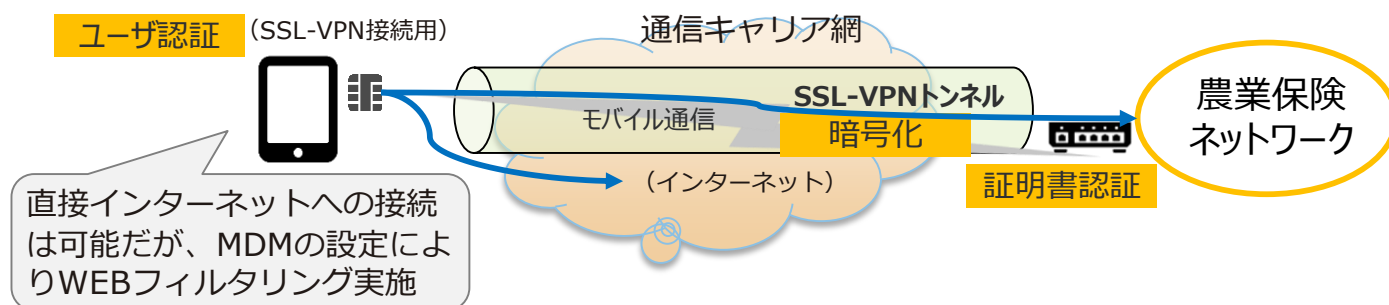 ユーザ認証
(SSL-VPN接続用)
通信キャリア網
SSL-VPNトンネル
モバイル通信
暗号化
農業保険
ネットワーク
(インターネット)
証明書認証
直接インターネットへの接続
は可能だが、MDMの設定によ
りWEBフィルタリング実施